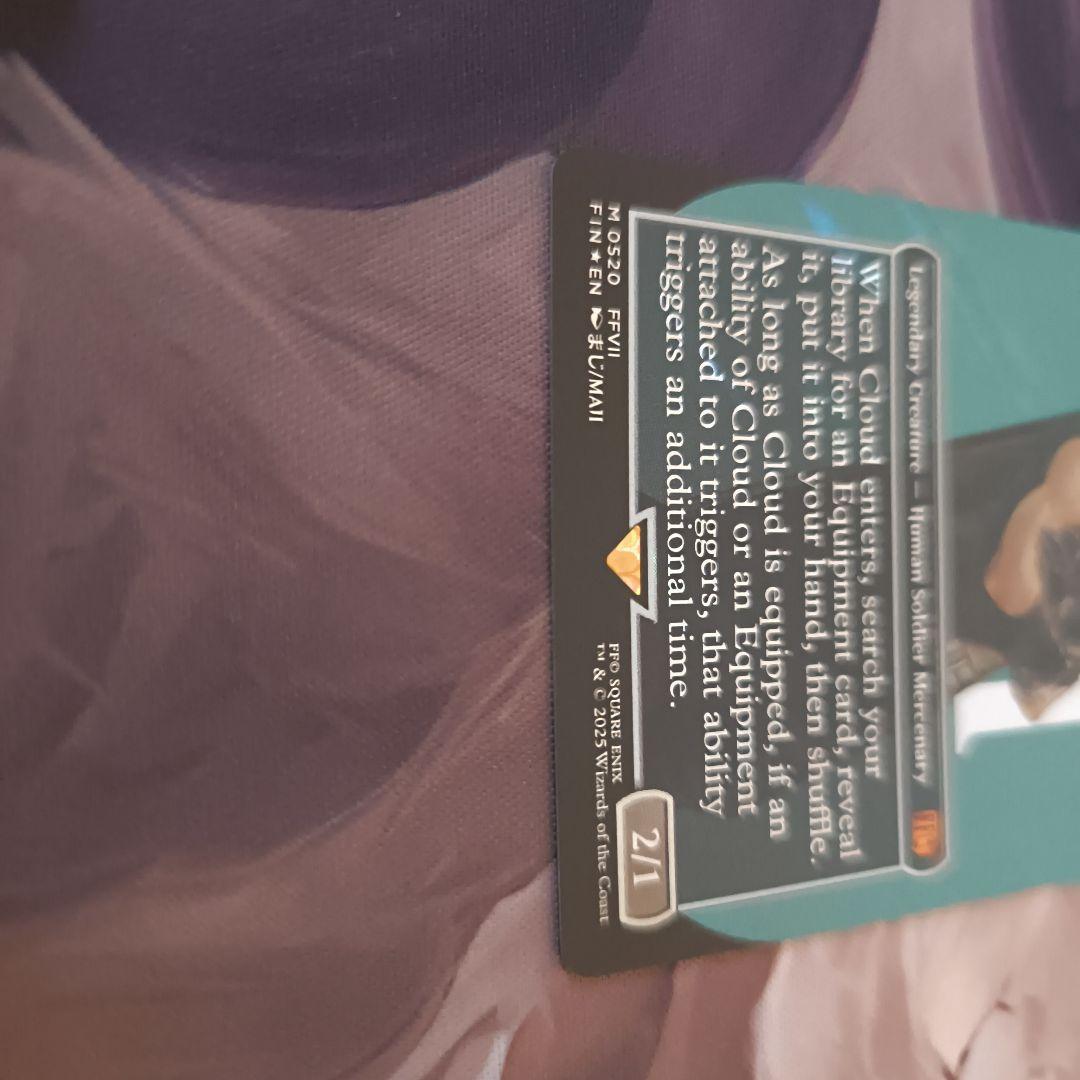 Legendary Creature — Human Soldier Mercenary
When Cloud enters, search your
library for an Equipment card, reveal
it, put it into your hand, then shuffle.
As long as Cloud is equipped, if an
ability of Cloud or an Equipment
attached to it triggers, that ability
triggers an additional time.
2/1
M 0520 FFVII
FIN★EN まじ/MAII
FF© SQUARE ENIX
™ & © 2025 Wizards of the Coast